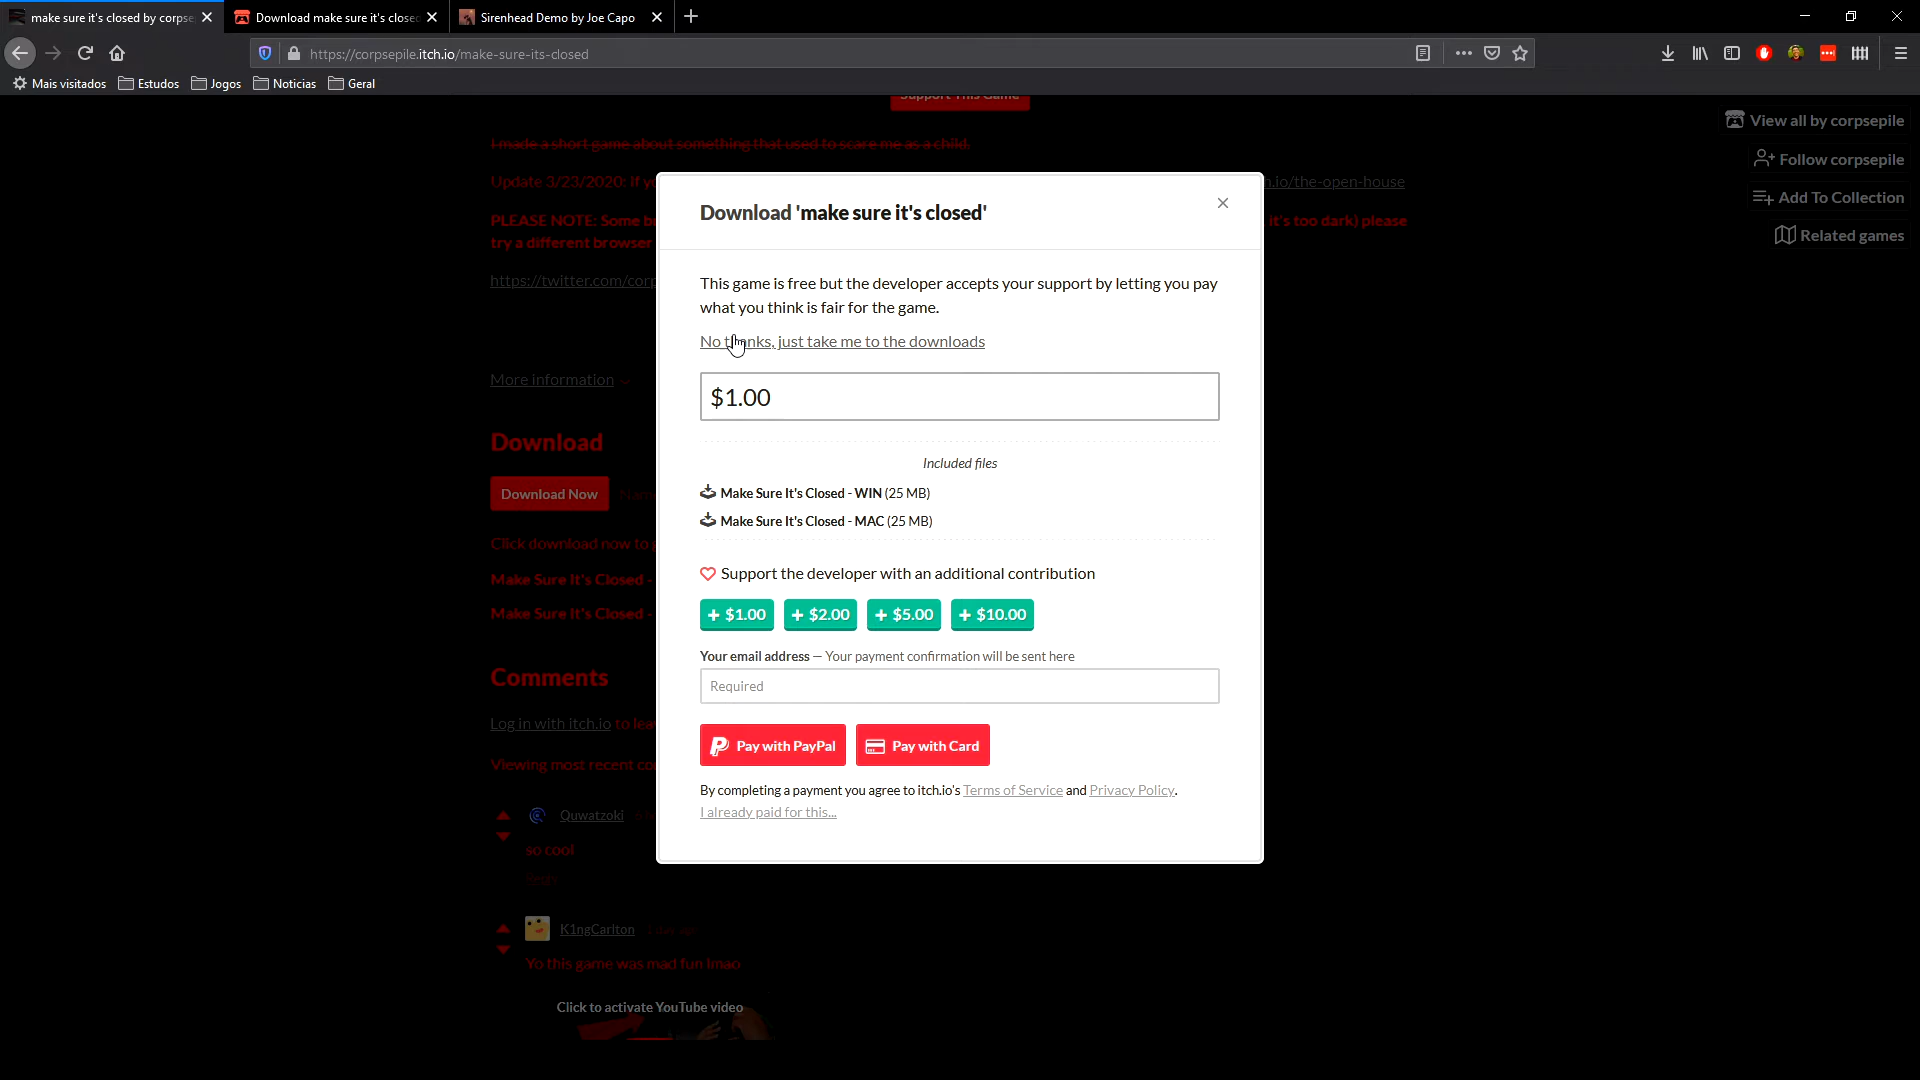 make sure it's closed by corpse
Download make sure it's close
Sirenhead Demo by Joe Capo
https://corpsepile.itch.io/make-sure-its-closed
Mais visitados
Estudos
Jogos
Noticias
Geral
Support This Game
View all by corpsepile
Follow corpsepile
Add To Collection
Related games
I made a short game about something that used to scare me as a child.
Update 3/23/2020: If
h.io/the-open-house
PLEASE NOTE: Some
it's too dark) please
try a different browser
https://twitter.com/corp
More information
Download
Download Now
Click download now to
Make Sure It's Closed -
Make Sure It's Closed -
Comments
Log in with itch.io to lea
Viewing most recent
Quwatzoki
so cool
Reply
K1ngCarlton 1 day ago
Yo this game was mad fun lmao
Click to activate YouTube video
Download 'make sure it's closed'
This game is free but the developer accepts your support by letting you pay
what you think is fair for the game.
No thanks, just take me to the downloads
$1.00
Included files
Make Sure It's Closed - WIN (25 MB)
Make Sure It's Closed - MAC (25 MB)
Support the developer with an additional contribution
+ $1.00
+ $2.00
+ $5.00
+ $10.00
Your email address — Your payment confirmation will be sent here
Required
Pay with PayPal
Pay with Card
By completing a payment you agree to itch.io's Terms of Service and Privacy Policy.
I already paid for this...